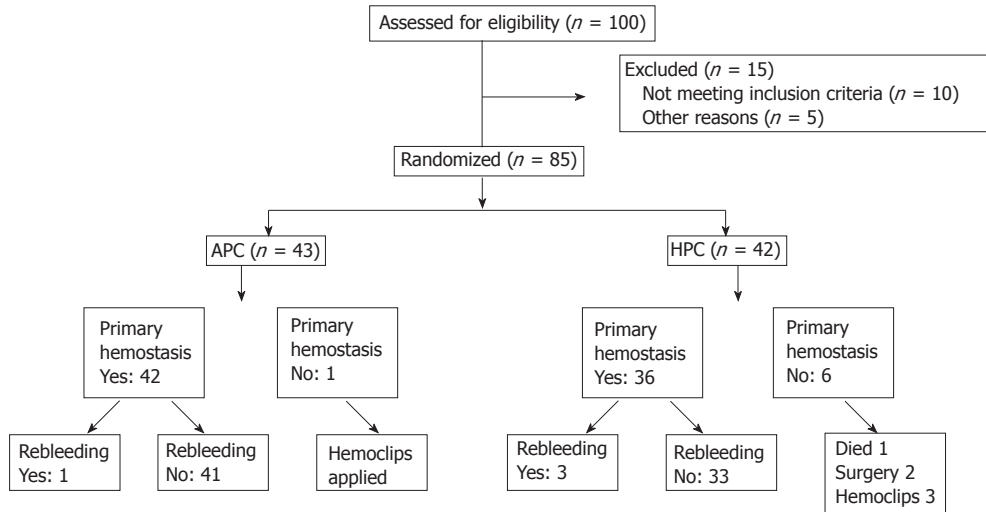 Assessed for eligibility (n = 100)
Excluded (n = 15)
Not meeting inclusion criteria (n = 10)
Other reasons (n = 5)
Randomized (n = 85)
APC (n = 43)
HPC (n = 42)
Primary
hemostasis
Yes: 42
Primary
hemostasis
No: 1
Primary
hemostasis
Yes: 36
Primary
hemostasis
No: 6
Rebleeding
Yes: 1
Rebleeding
No: 41
Hemoclips
applied
Rebleeding
Yes: 3
Rebleeding
No: 33
Died 1
Surgery 2
Hemoclips 3